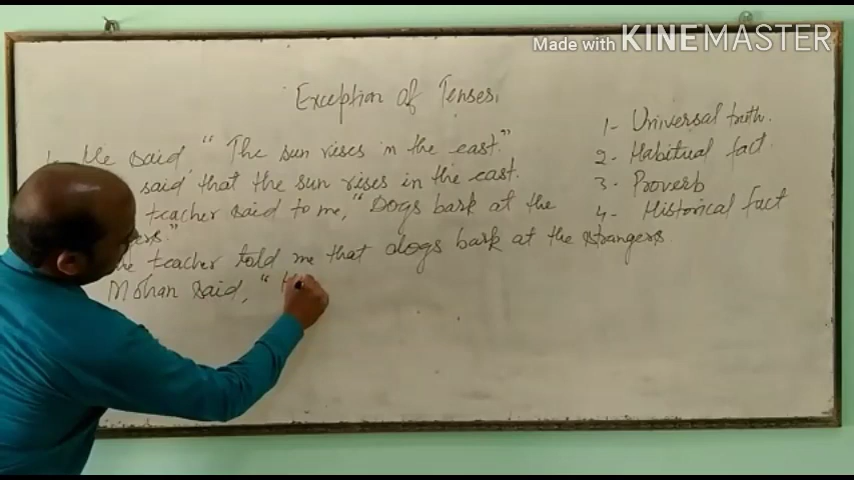 Made with KINEMASTER
Exception of Tenses.
He said " The sun rises in the east."
said that the sun rises in the east.
teacher said to me, "Dogs bark at the
ers."
teacher told me that dogs bark at the strangers.
Mohan said, "
1- Universal truth.
2- Habitual fact.
3- Proverb
4- Historical fact